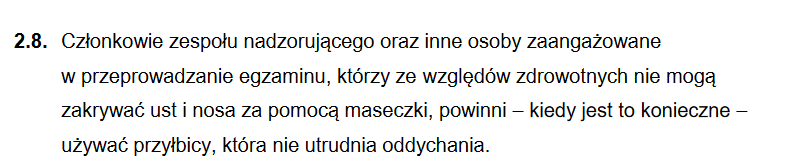 2.8. Członkowie zespołu nadzorującego oraz inne osoby zaangażowane
w przeprowadzanie egzaminu, którzy ze względów zdrowotnych nie mogą
zakrywać ust i nosa za pomocą maseczki, powinni – kiedy jest to konieczne –
używać przyłbicy, która nie utrudnia oddychania.